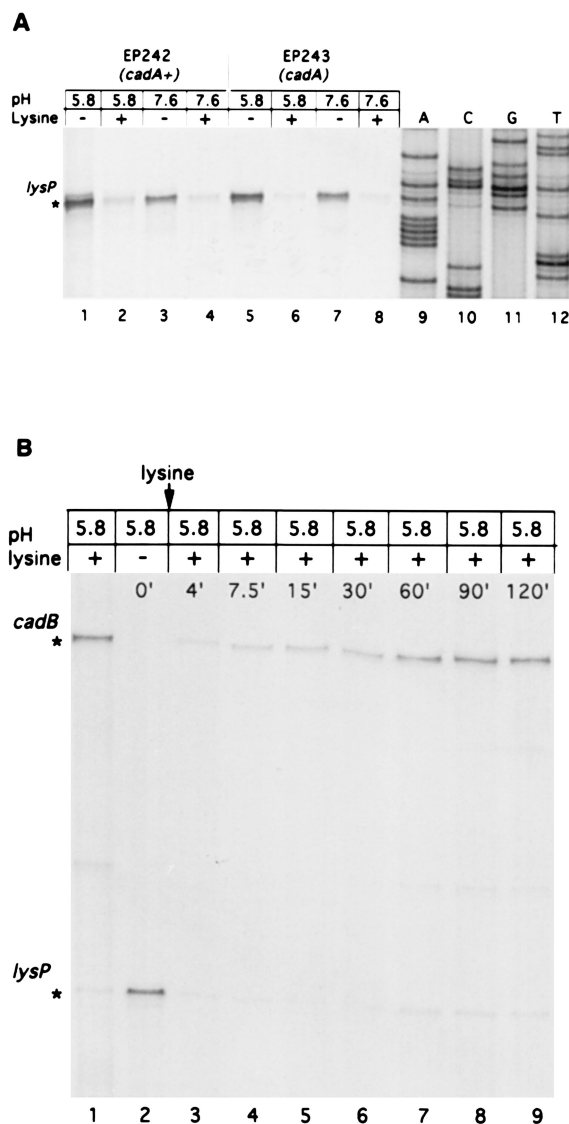 A
EP242 EP243
(cadA+) (cadA)
pH 5.8 5.8 7.6 7.6 5.8 5.8 7.6 7.6
Lysine - + - + - + - + A C G T
lysP
*
1 2 3 4 5 6 7 8 9 10 11 12
B
lysine
pH 5.8 5.8 5.8 5.8 5.8 5.8 5.8 5.8 5.8
lysine + - + + + + + + +
0' 4' 7.5' 15' 30' 60' 90' 120'
cadB
*
lysP
*
1 2 3 4 5 6 7 8 9